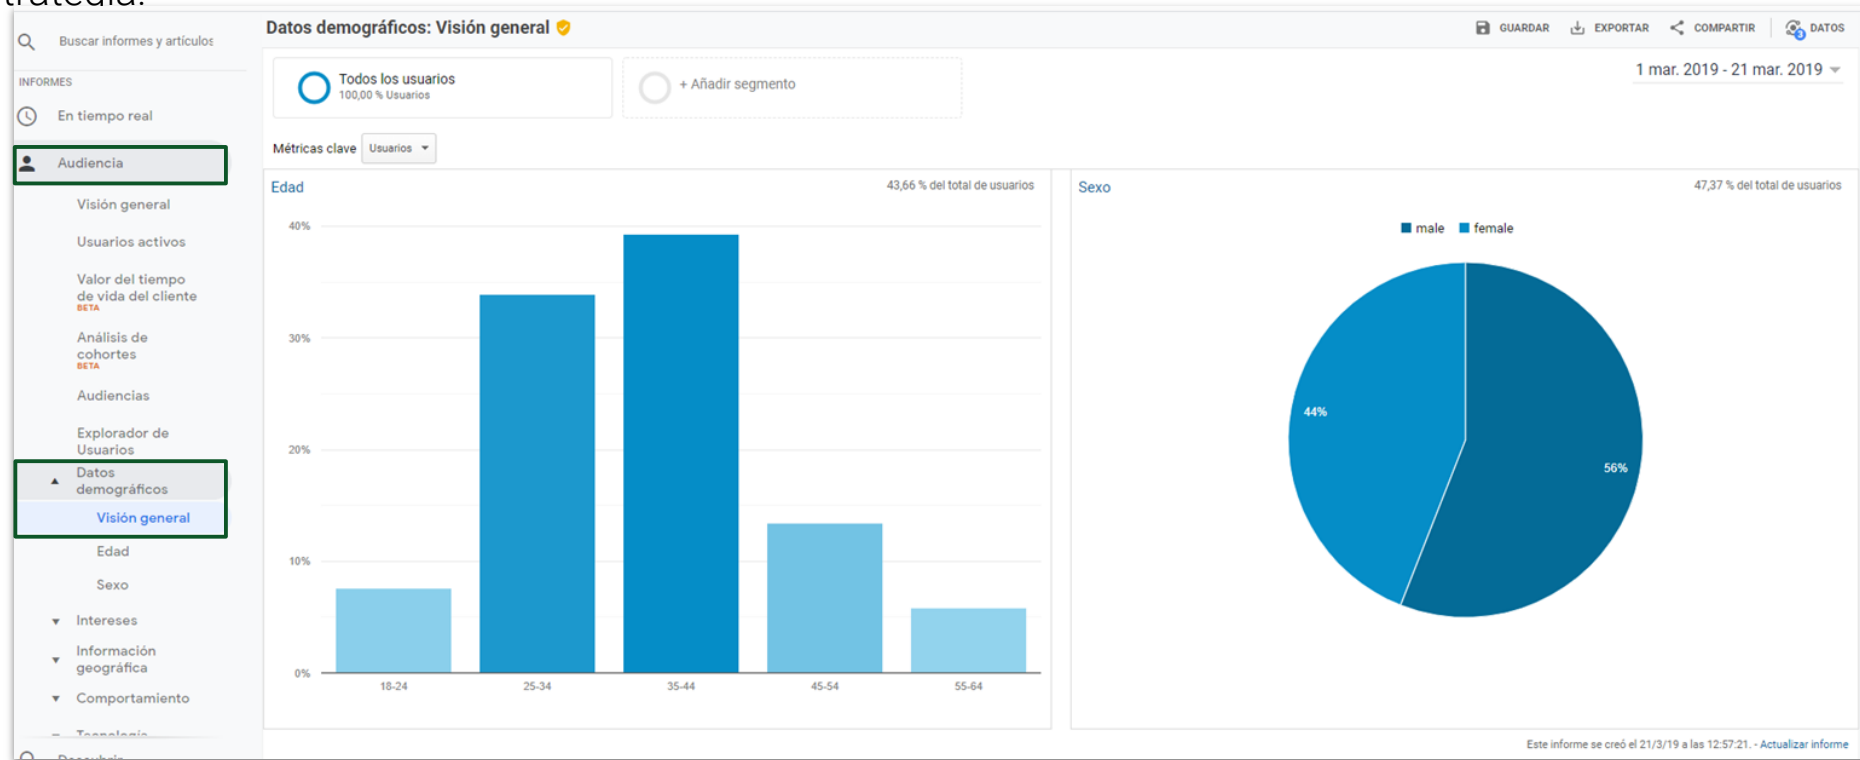 trategia.
Buscar informes y artículos
INFORMES
En tiempo real
Audiencia
Visión general
Usuarios activos
Valor del tiempo
de vida del cliente
BETA
Análisis de
cohortes
BETA
Audiencias
Explorador de
Usuarios
Datos
demográficos
Visión general
Edad
Sexo
Intereses
Información
geográfica
Comportamiento
Tecnología
Descubrir
Datos demográficos: Visión general
GUARDAR
EXPORTAR
COMPARTIR
3
DATOS
Todos los usuarios
100,00 % Usuarios
+ Añadir segmento
1 mar. 2019 - 21 mar. 2019
Métricas clave
Usuarios
Edad
43,66 % del total de usuarios
40%
30%
20%
10%
0%
18-24
25-34
35-44
45-54
55-64
Sexo
47,37 % del total de usuarios
male
female
44%
56%
Este informe se creó el 21/3/19 a las 12:57:21. - Actualizar informe